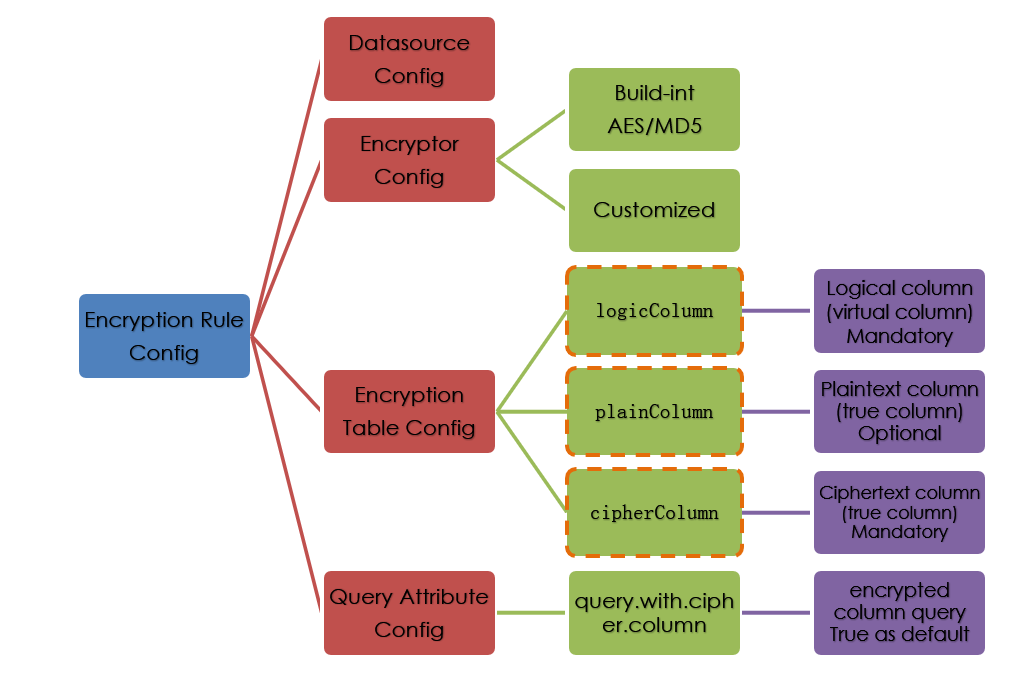 Datasource
Config
Build-int
AES/MD5
Encryptor
Config
Customized
Encryption Rule
Config
logicColumn
Logical column
(virtual column)
Mandatory
Encryption
Table Config
plainColumn
Plaintext column
(true column)
Optional
cipherColumn
Ciphertext column
(true column)
Mandatory
Query Attribute
Config
query.with.ciph
er.column
encrypted
column query
True as default